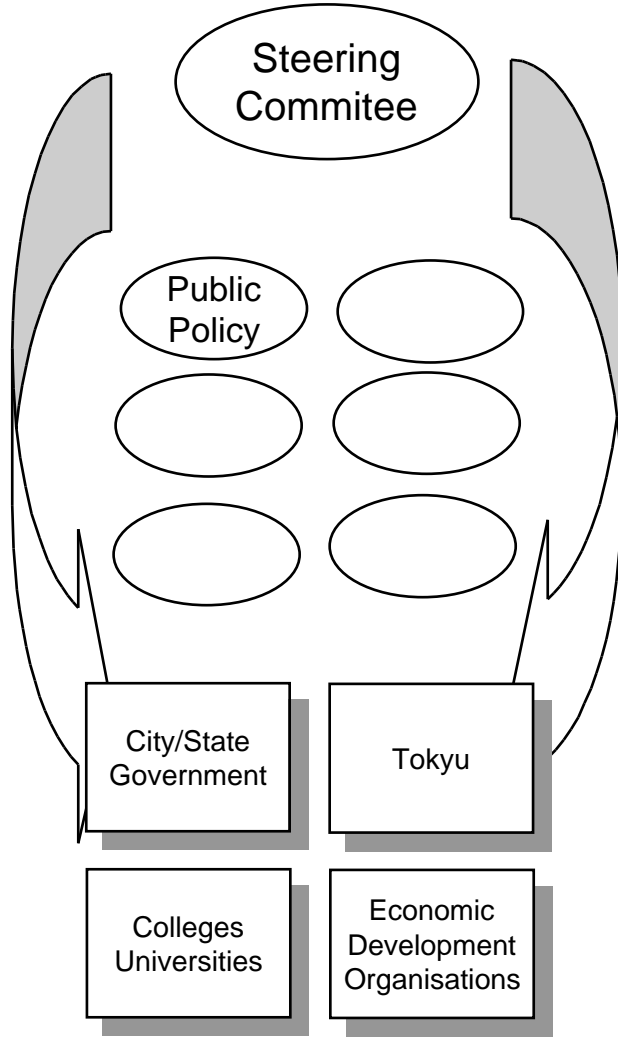 Steering
Commitee
Public
Policy
City/State
Government
Tokyu
Colleges
Universities
Economic
Development
Organisations